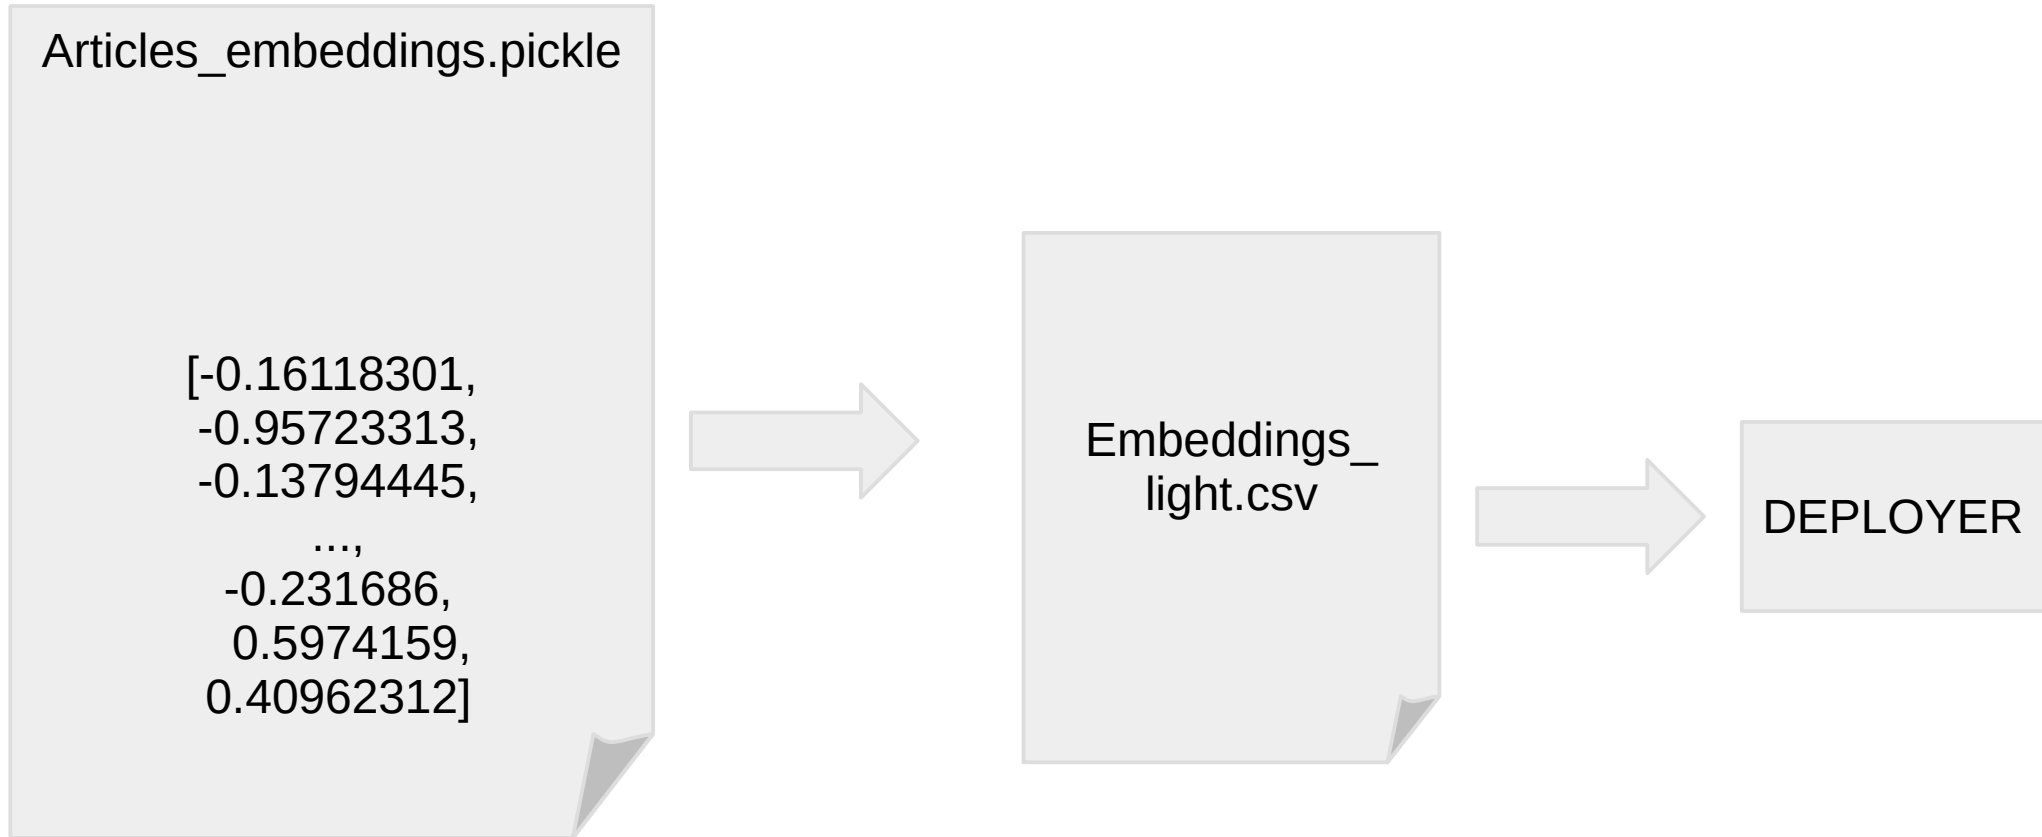 Articles_embeddings.pickle
[-0.16118301,
-0.95723313,
-0.13794445,
...,
-0.231686,
0.5974159,
0.40962312]
Embeddings_
light.csv
DEPLOYER